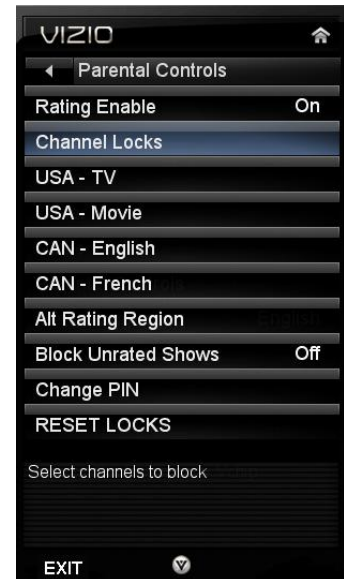 VIZIO
Parental Controls
Rating Enable On
Channel Locks
USA - TV
USA - Movie
CAN - English
CAN - French
Alt Rating Region English
Block Unrated Shows Off
Change PIN
RESET LOCKS
Select channels to block
EXIT